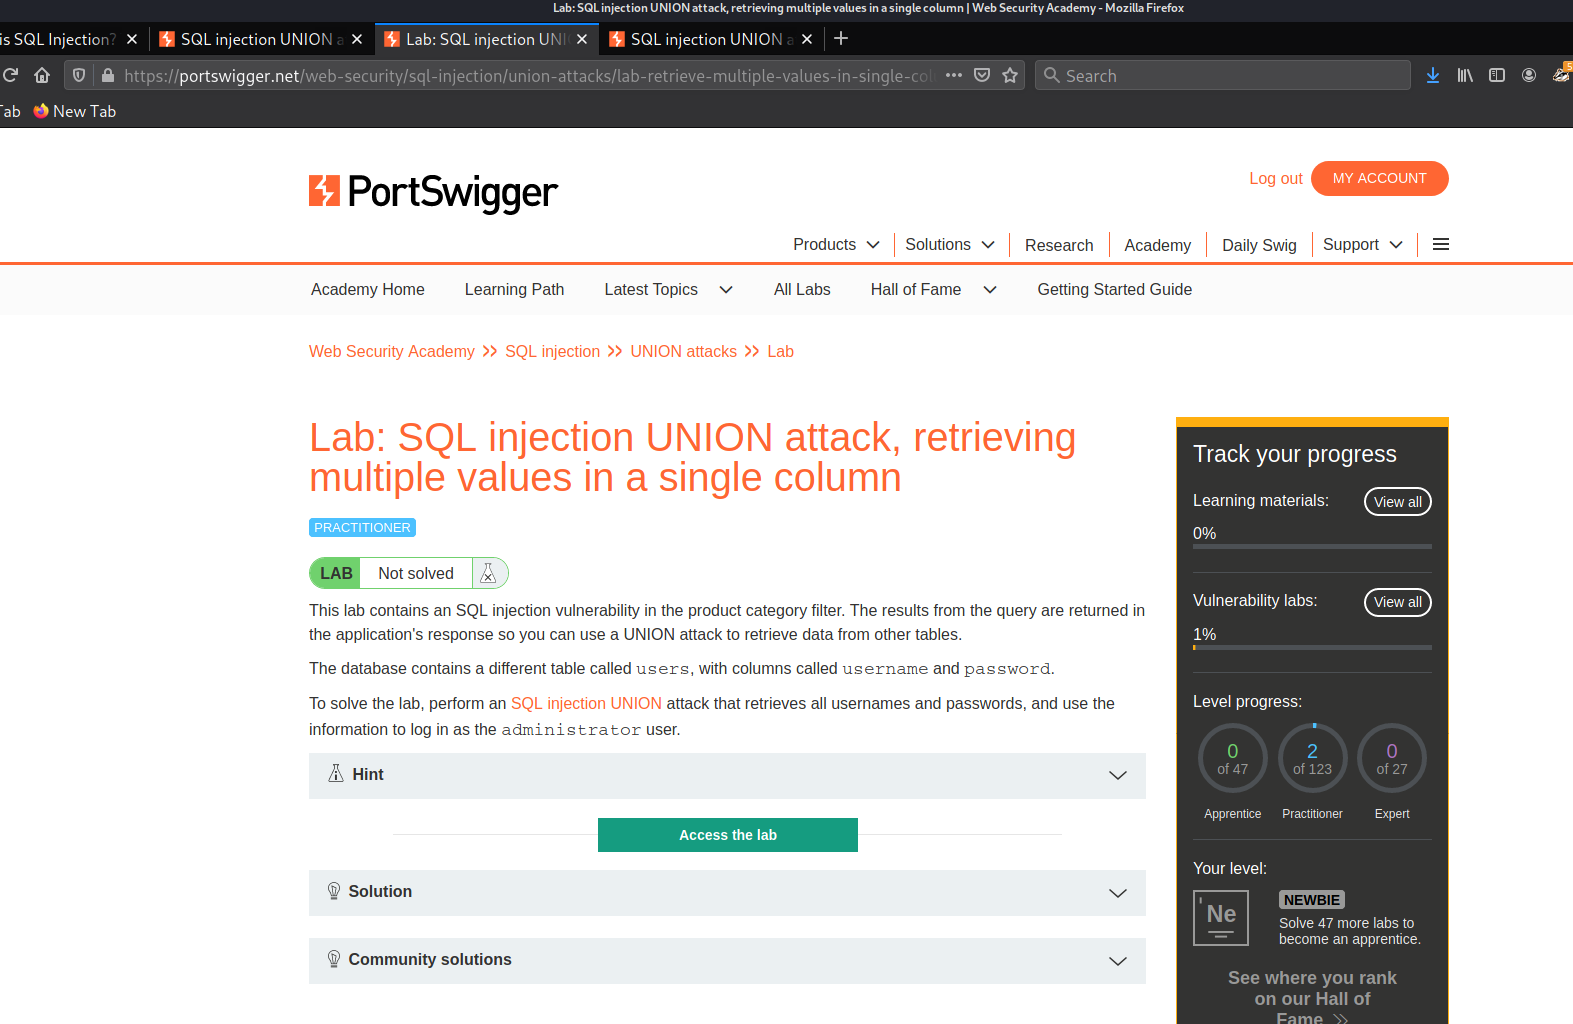 Lab: SQL injection UNION attack, retrieving multiple values in a single column | Web Security Academy - Mozilla Firefox
is SQL Injection?
SQL injection UNION a
Lab: SQL injection UNI
SQL injection UNION a
https://portswigger.net/web-security/sql-injection/union-attacks/lab-retrieve-multiple-values-in-single-col
Search
5
Tab
New Tab
PortSwigger
Log out
MY ACCOUNT
Products
Solutions
Research
Academy
Daily Swig
Support
Academy Home
Learning Path
Latest Topics
All Labs
Hall of Fame
Getting Started Guide
Web Security Academy >> SQL injection >> UNION attacks >> Lab
Lab: SQL injection UNION attack, retrieving
multiple values in a single column
PRACTITIONER
LAB Not solved
This lab contains an SQL injection vulnerability in the product category filter. The results from the query are returned in
the application's response so you can use a UNION attack to retrieve data from other tables.
The database contains a different table called users, with columns called username and password.
To solve the lab, perform an SQL injection UNION attack that retrieves all usernames and passwords, and use the
information to log in as the administrator user.
Hint
Access the lab
Solution
Community solutions
Track your progress
Learning materials:
View all
0%
Vulnerability labs:
View all
1%
Level progress:
0
of 47
Apprentice
2
of 123
Practitioner
0
of 27
Expert
Your level:
Ne
NEWBIE
Solve 47 more labs to
become an apprentice.
See where you rank
on our Hall of
Fame >>